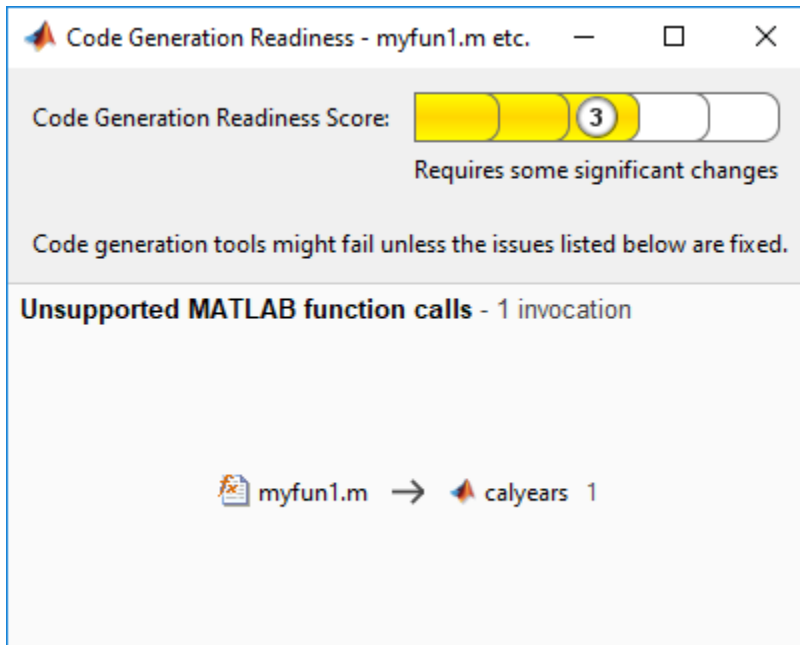 Code Generation Readiness - myfun1.m etc.
Code Generation Readiness Score:
3
Requires some significant changes
Code generation tools might fail unless the issues listed below are fixed.
Unsupported MATLAB function calls - 1 invocation
myfun1.m → calyears 1